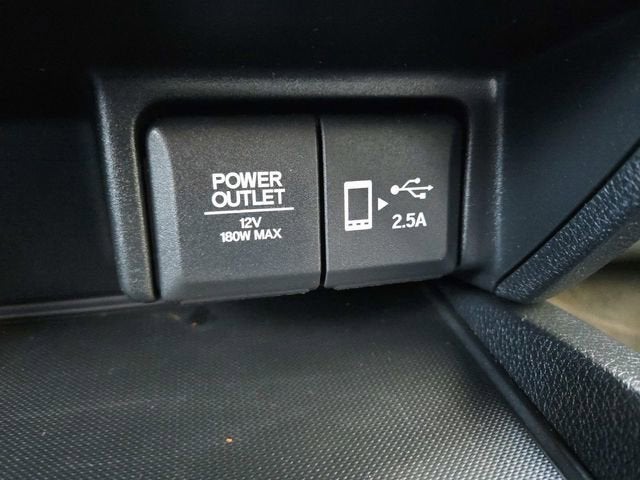 POWER
OUTLET
12V
180W MAX
2.5A